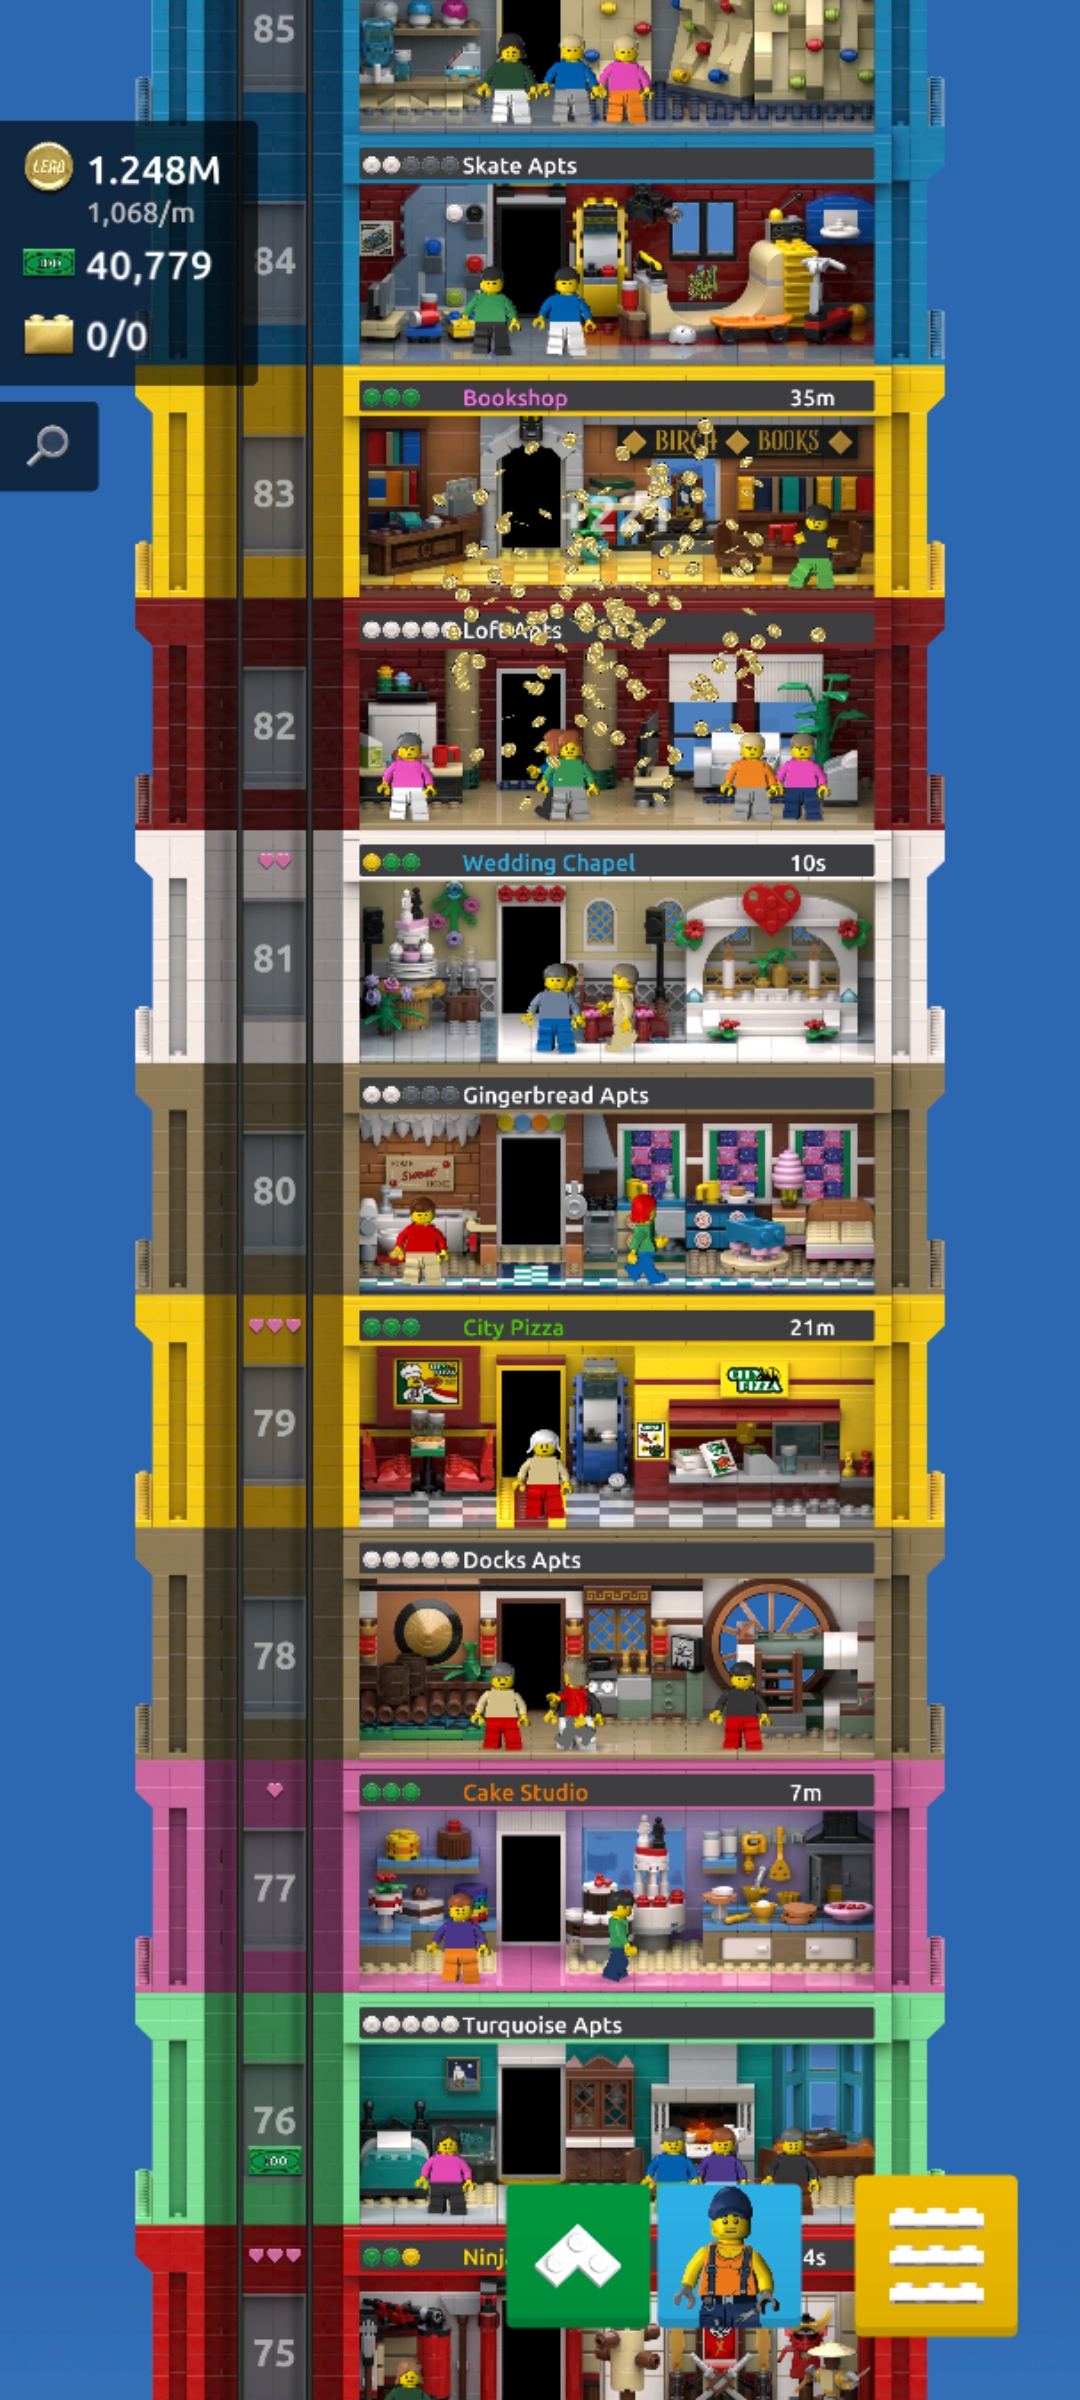 85
LEGO
1.248M
1,068/m
Skate Apts
40,779
84
0/0
Bookshop 35m
BIRCH BOOKS
83
Loft Apts
82
Wedding Chapel 10s
81
Gingerbread Apts
Sweet
80
City Pizza 21m
CITY PIZZA
79
Docks Apts
78
Cake Studio 7m
77
Turquoise Apts
76
Ninj 4s
75